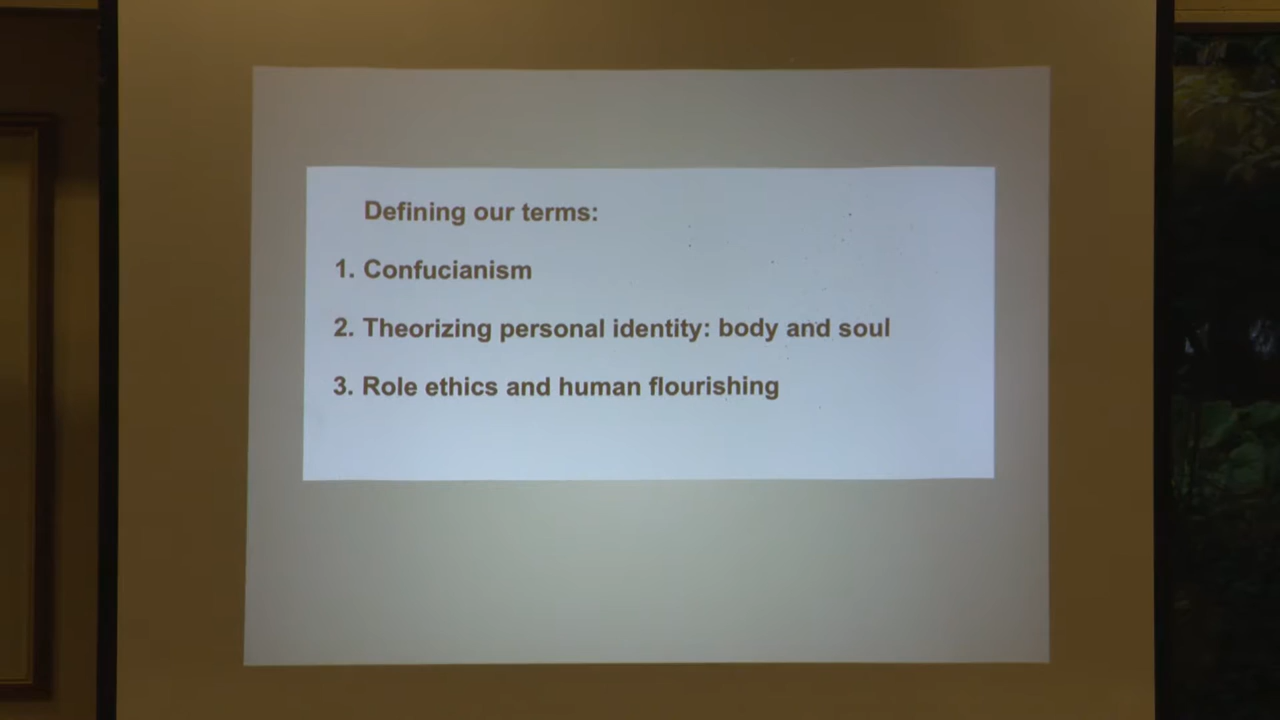 Defining our terms:
1. Confucianism
2. Theorizing personal identity: body and soul
3. Role ethics and human flourishing